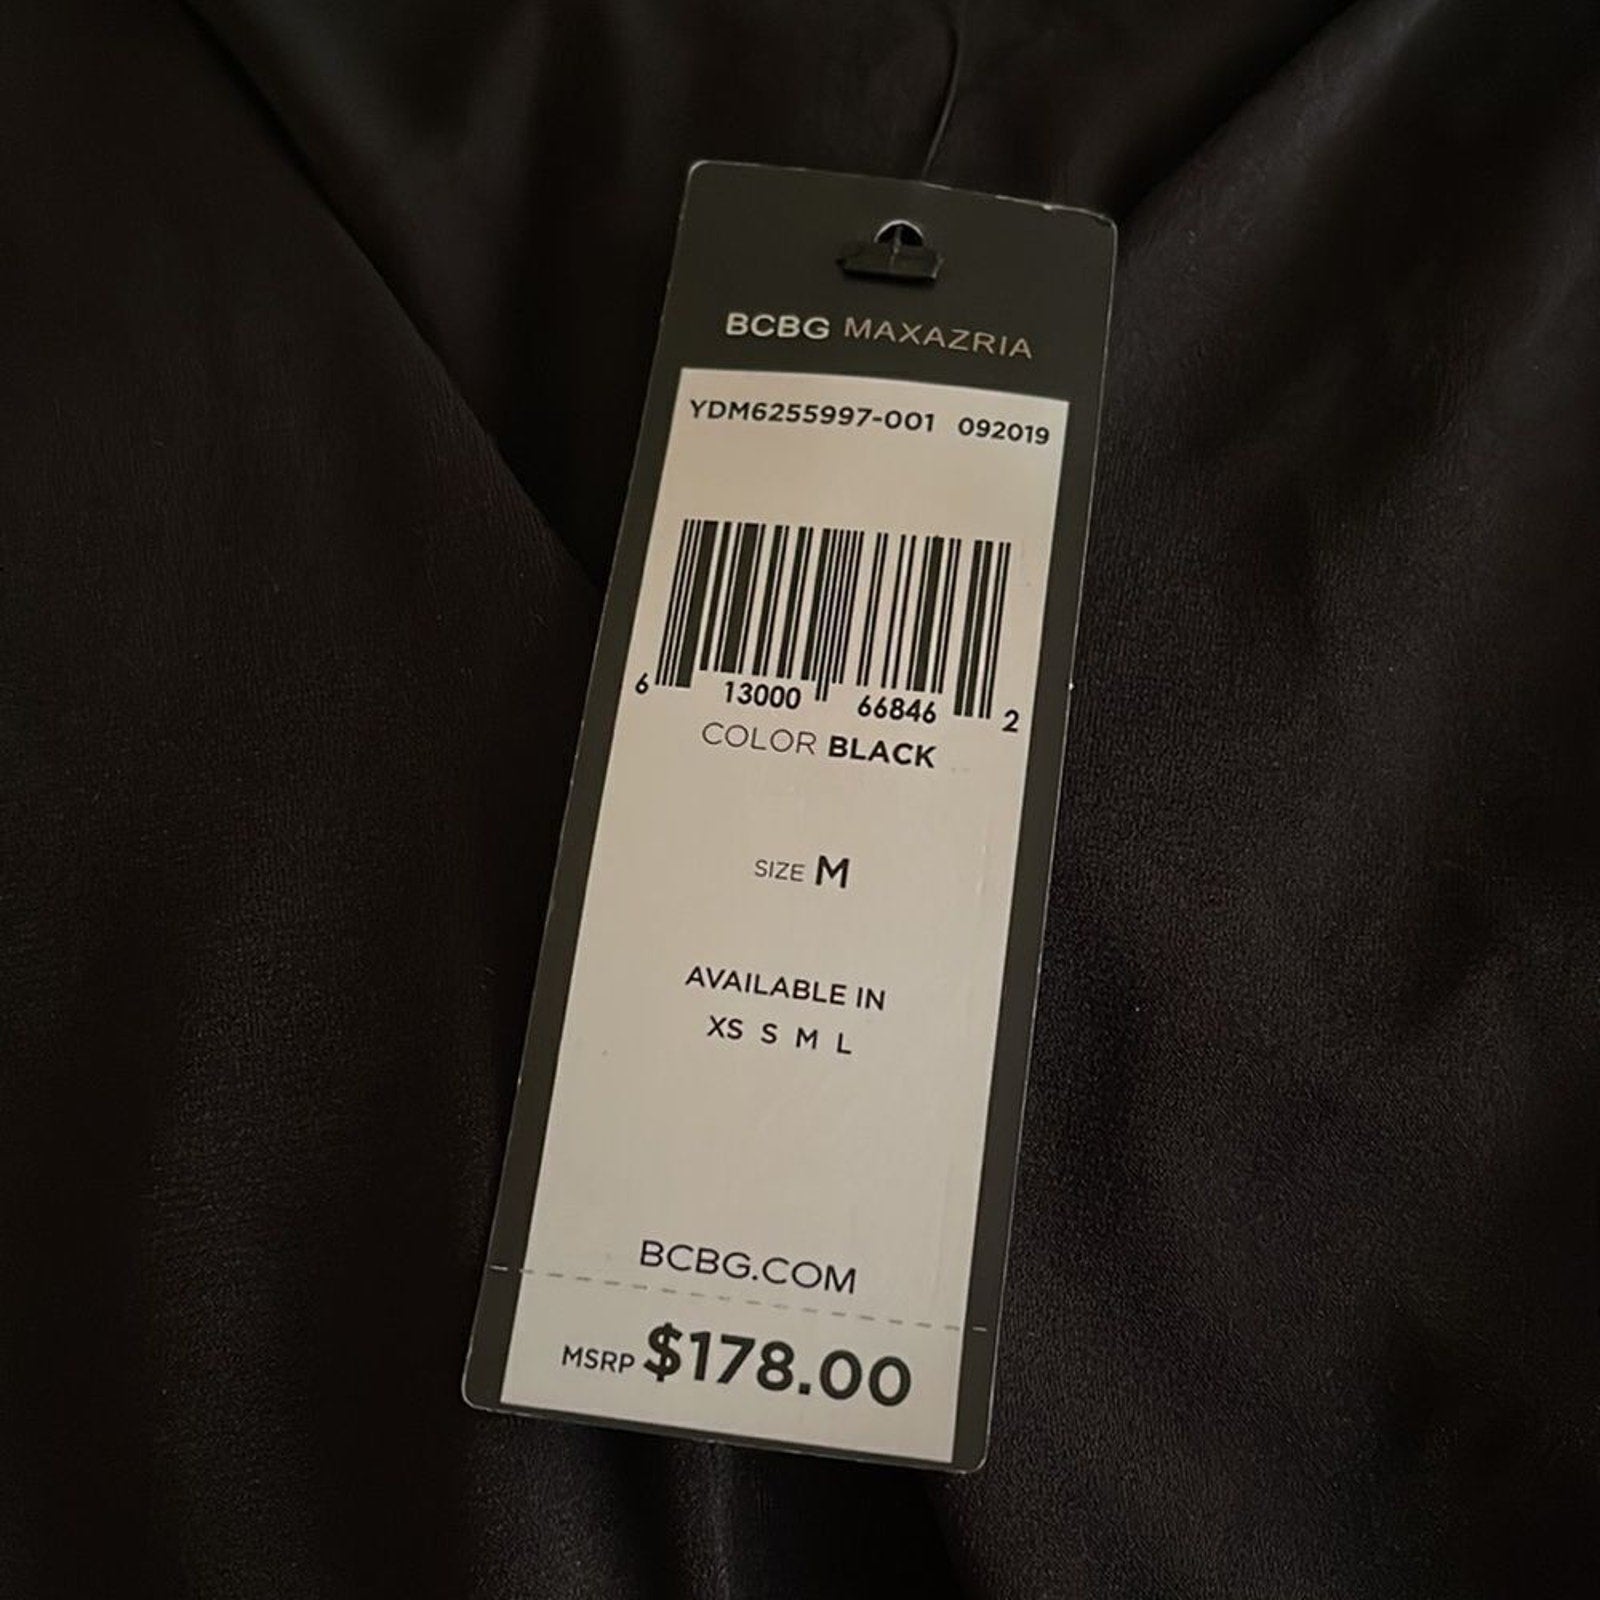 BCBG MAXAZRIA
YDM6255997-001 092019
6 13000 66846 2
COLOR BLACK
SIZE M
AVAILABLE IN
XS S M L
BCBG.COM
MSRP $178.00